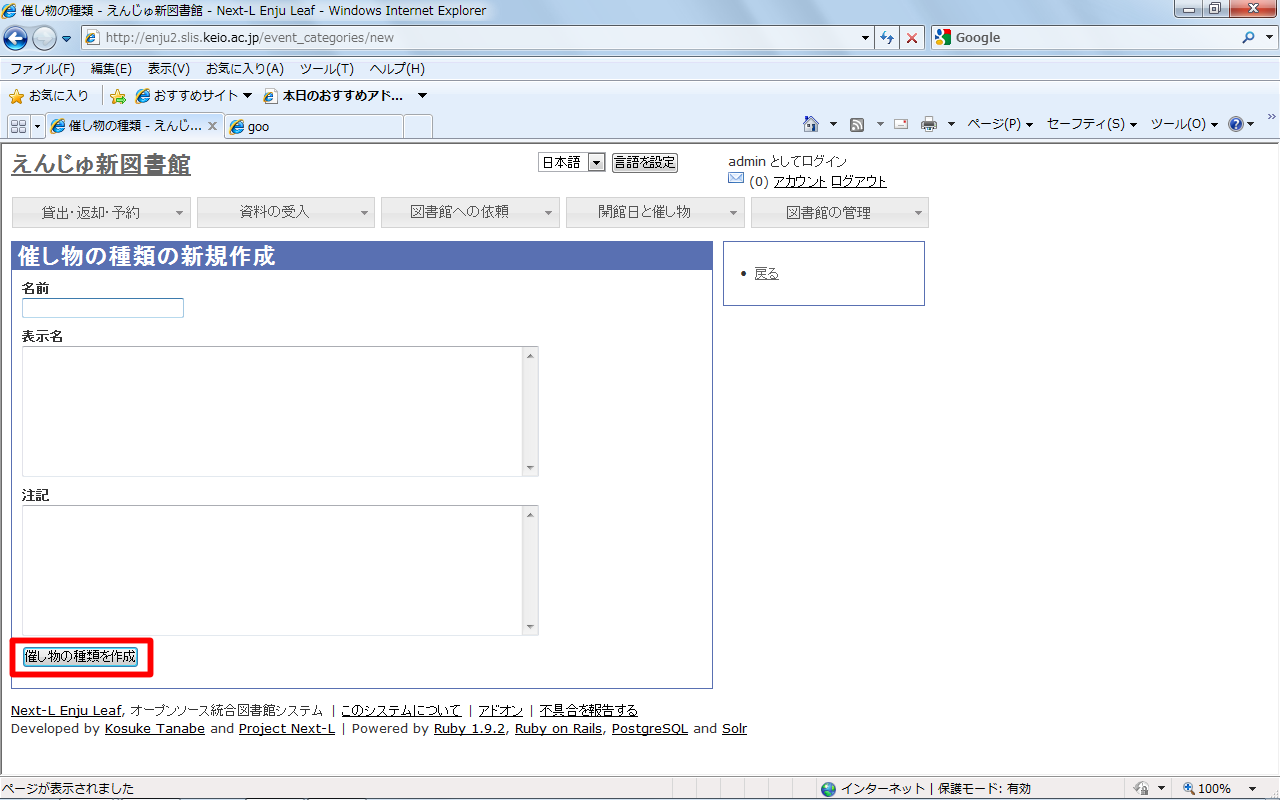 催し物の種類 - えんじゅ新図書館 - Next-L Enju Leaf - Windows Internet Explorer
http://enju2.slis.keio.ac.jp/event_categories/new
Google
ファイル(F) 編集(E) 表示(V) お気に入り(A) ツール(T) ヘルプ(H)
お気に入り おすすめサイト 本日のおすすめアド...
催し物の種類 - えんじ... goo ページ(P) セーフティ(S) ツール(O)
えんじゅ新図書館 日本語 言語を設定 admin としてログイン
(0) アカウント ログアウト
貸出・返却・予約 資料の受入 図書館への依頼 開館日と催し物 図書館の管理
催し物の種類の新規作成
戻る
名前
表示名
注記
催し物の種類を作成
Next-L Enju Leaf, オープンソース統合図書館システム | このシステムについて | アドオン | 不具合を報告する
Developed by Kosuke Tanabe and Project Next-L | Powered by Ruby 1.9.2, Ruby on Rails, PostgreSQL and Solr
ページが表示されました インターネット | 保護モード: 有効 100%